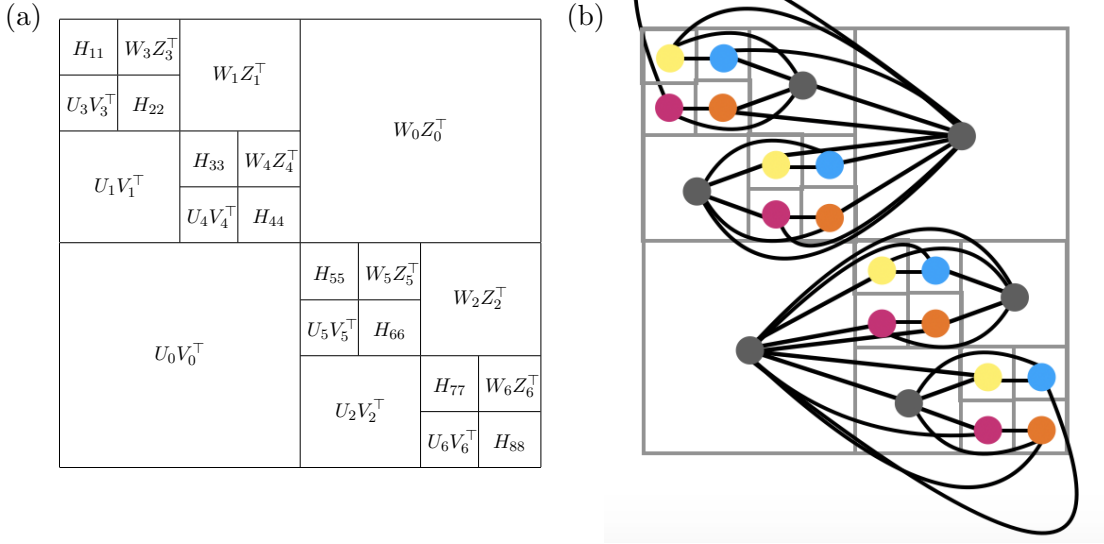 (a)
(b)
H₁₁ W₃Z₃⊤
W₁Z₁⊤
U₃V₃⊤ H₂₂
W₀Z₀⊤
H₃₃ W₄Z₄⊤
U₁V₁⊤
U₄V₄⊤ H₄₄
H₅₅ W₅Z₅⊤
W₂Z₂⊤
U₅V₅⊤ H₆₆
U₀V₀⊤
H₇₇ W₆Z₆⊤
U₂V₂⊤
U₆V₆⊤ H₈₈